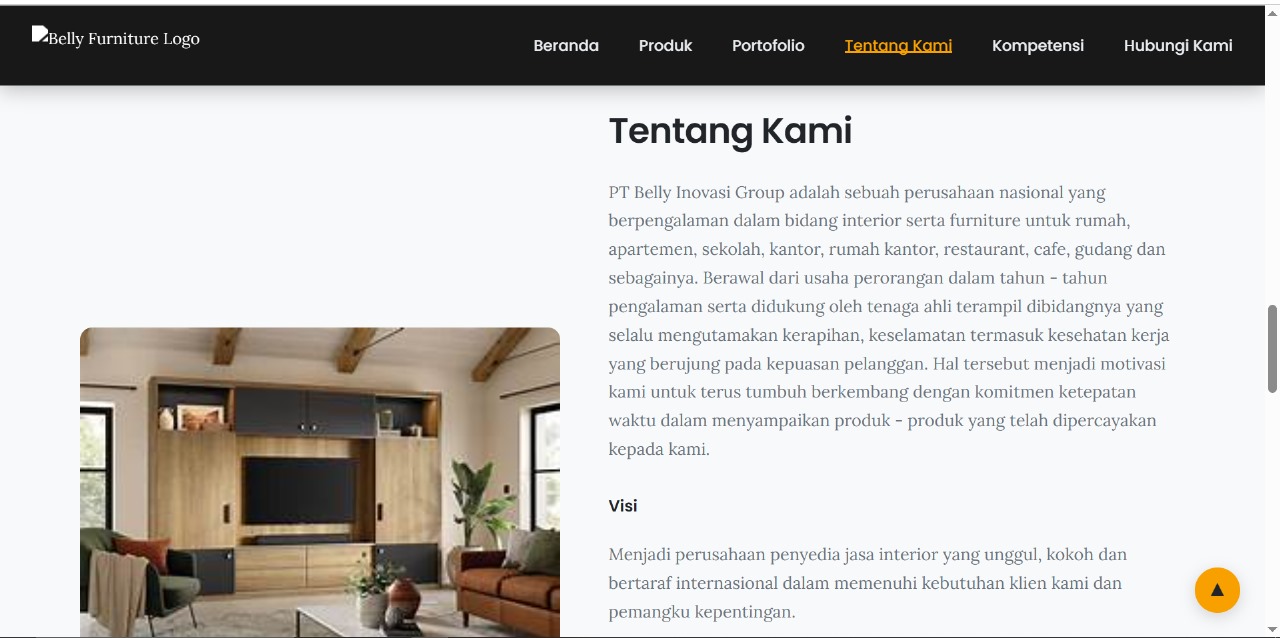 Belly Furniture Logo
Beranda
Produk
Portofolio
Tentang Kami
Kompetensi
Hubungi Kami
Tentang Kami
PT Belly Inovasi Group adalah sebuah perusahaan nasional yang
berpengalaman dalam bidang interior serta furniture untuk rumah,
apartemen, sekolah, kantor, rumah kantor, restaurant, cafe, gudang dan
sebagainya. Berawal dari usaha perorangan dalam tahun - tahun
pengalaman serta didukung oleh tenaga ahli terampil dibidangnya yang
selalu mengutamakan kerapihan, keselamatan termasuk kesehatan kerja
yang berujung pada kepuasan pelanggan. Hal tersebut menjadi motivasi
kami untuk terus tumbuh berkembang dengan komitmen ketepatan
waktu dalam menyampaikan produk - produk yang telah dipercayakan
kepada kami.
Visi
Menjadi perusahaan penyedia jasa interior yang unggul, kokoh dan
bertaraf internasional dalam memenuhi kebutuhan klien kami dan
pemangku kepentingan.